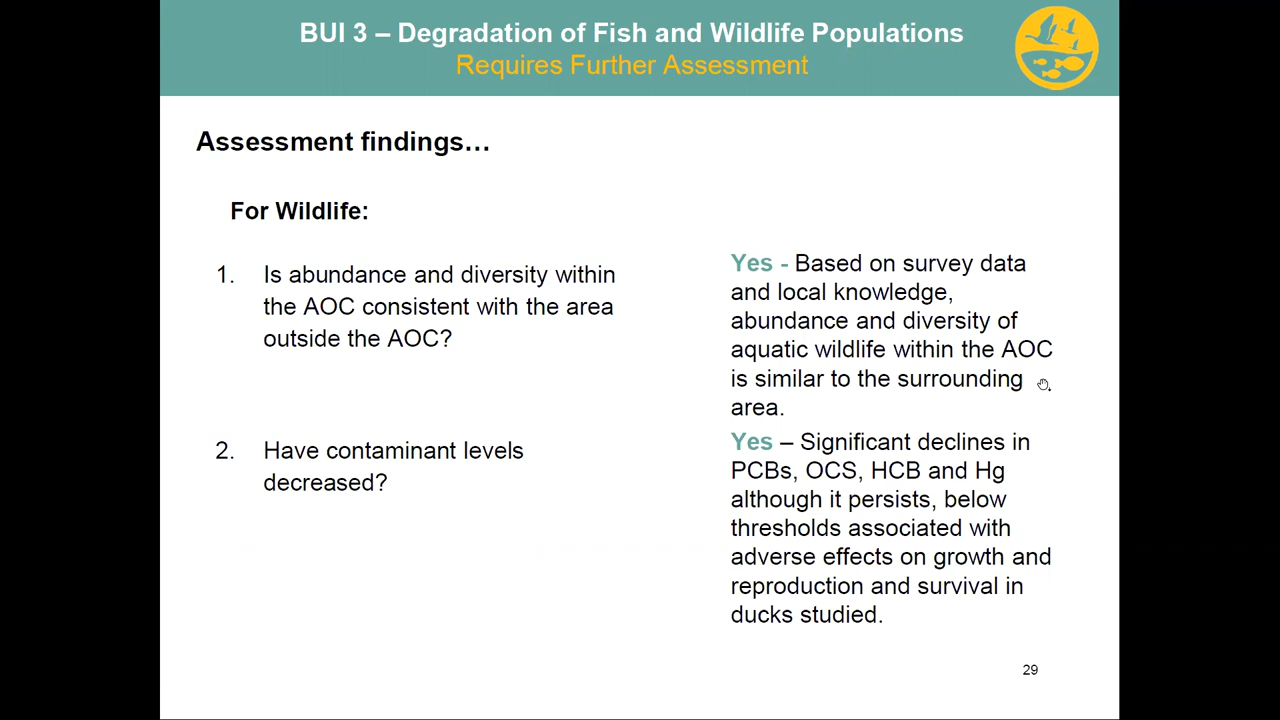 BUI 3 – Degradation of Fish and Wildlife Populations
Requires Further Assessment
Assessment findings…
For Wildlife:
1. Is abundance and diversity within
the AOC consistent with the area
outside the AOC?
Yes - Based on survey data
and local knowledge,
abundance and diversity of
aquatic wildlife within the AOC
is similar to the surrounding
area.
2. Have contaminant levels
decreased?
Yes – Significant declines in
PCBs, OCS, HCB and Hg
although it persists, below
thresholds associated with
adverse effects on growth and
reproduction and survival in
ducks studied.
29